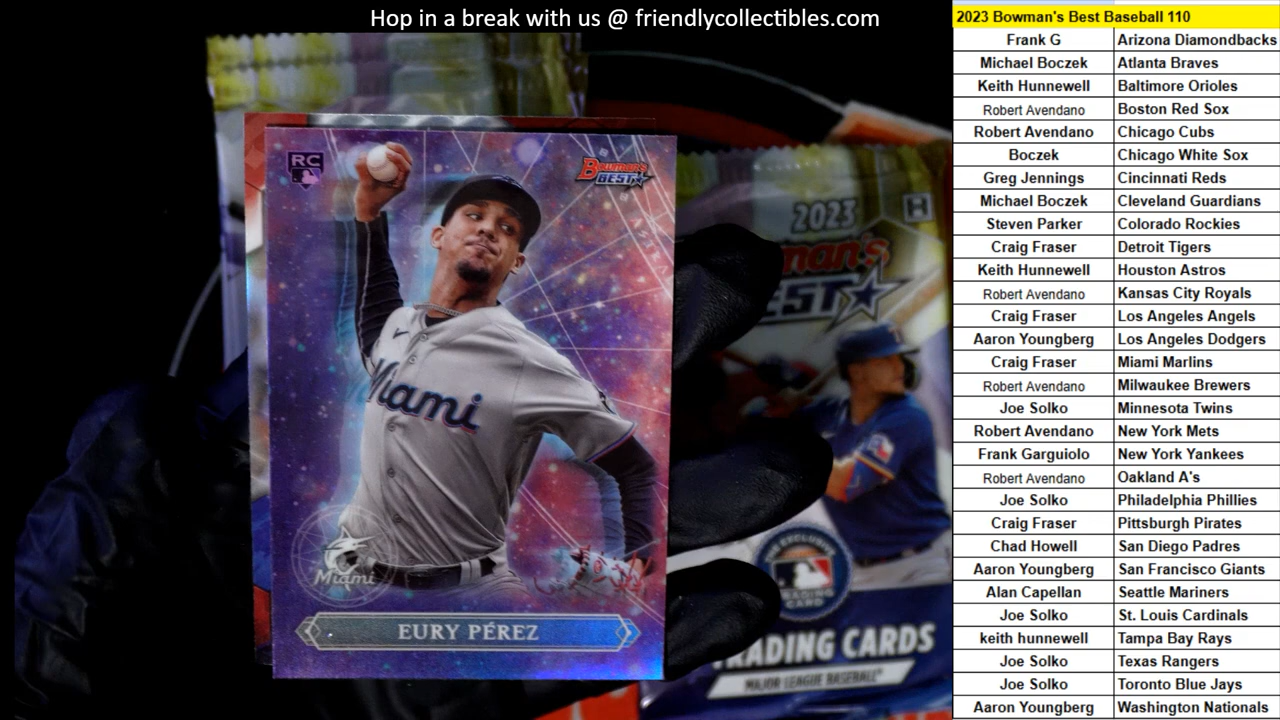 Hop in a break with us @ friendlycollectibles.com
RC
Bowman's
BEST
Miami
Miami
EURY PÉREZ
2023
H
man's
EST
TRADING CARDS
MAJOR LEAGUE BASEBALL
2023 Bowman's Best Baseball 110
Frank G Arizona Diamondbacks
Michael Boczek Atlanta Braves
Keith Hunnewell Baltimore Orioles
Robert Avendano Boston Red Sox
Robert Avendano Chicago Cubs
Boczek Chicago White Sox
Greg Jennings Cincinnati Reds
Michael Boczek Cleveland Guardians
Steven Parker Colorado Rockies
Craig Fraser Detroit Tigers
Keith Hunnewell Houston Astros
Robert Avendano Kansas City Royals
Craig Fraser Los Angeles Angels
Aaron Youngberg Los Angeles Dodgers
Craig Fraser Miami Marlins
Robert Avendano Milwaukee Brewers
Joe Solko Minnesota Twins
Robert Avendano New York Mets
Frank Garguiolo New York Yankees
Robert Avendano Oakland A's
Joe Solko Philadelphia Phillies
Craig Fraser Pittsburgh Pirates
Chad Howell San Diego Padres
Aaron Youngberg San Francisco Giants
Alan Capellan Seattle Mariners
Joe Solko St. Louis Cardinals
keith hunnewell Tampa Bay Rays
Joe Solko Texas Rangers
Joe Solko Toronto Blue Jays
Aaron Youngberg Washington Nationals